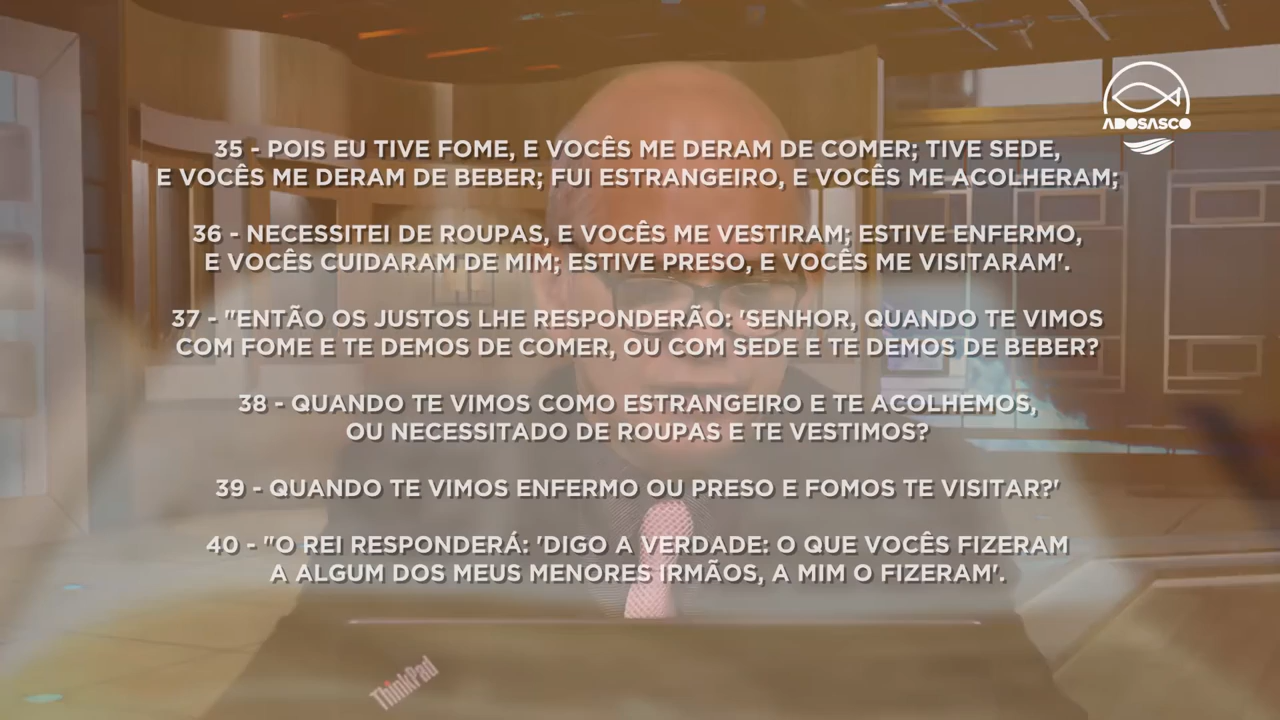 ADOSASCO
35 - POIS EU TIVE FOME, E VOCÊS ME DERAM DE COMER; TIVE SEDE,
E VOCÊS ME DERAM DE BEBER; FUI ESTRANGEIRO, E VOCÊS ME ACOLHERAM;
36 - NECESSITEI DE ROUPAS, E VOCÊS ME VESTIRAM; ESTIVE ENFERMO,
E VOCÊS CUIDARAM DE MIM; ESTIVE PRESO, E VOCÊS ME VISITARAM'.
37 - "ENTÃO OS JUSTOS LHE RESPONDERÃO: 'SENHOR, QUANDO TE VIMOS
COM FOME E TE DEMOS DE COMER, OU COM SEDE E TE DEMOS DE BEBER?
38 - QUANDO TE VIMOS COMO ESTRANGEIRO E TE ACOLHEMOS,
OU NECESSITADO DE ROUPAS E TE VESTIMOS?
39 - QUANDO TE VIMOS ENFERMO OU PRESO E FOMOS TE VISITAR?'
40 - "O REI RESPONDERÁ: 'DIGO A VERDADE: O QUE VOCÊS FIZERAM
A ALGUM DOS MEUS MENORES IRMÃOS, A MIM O FIZERAM'.
ThinkPad